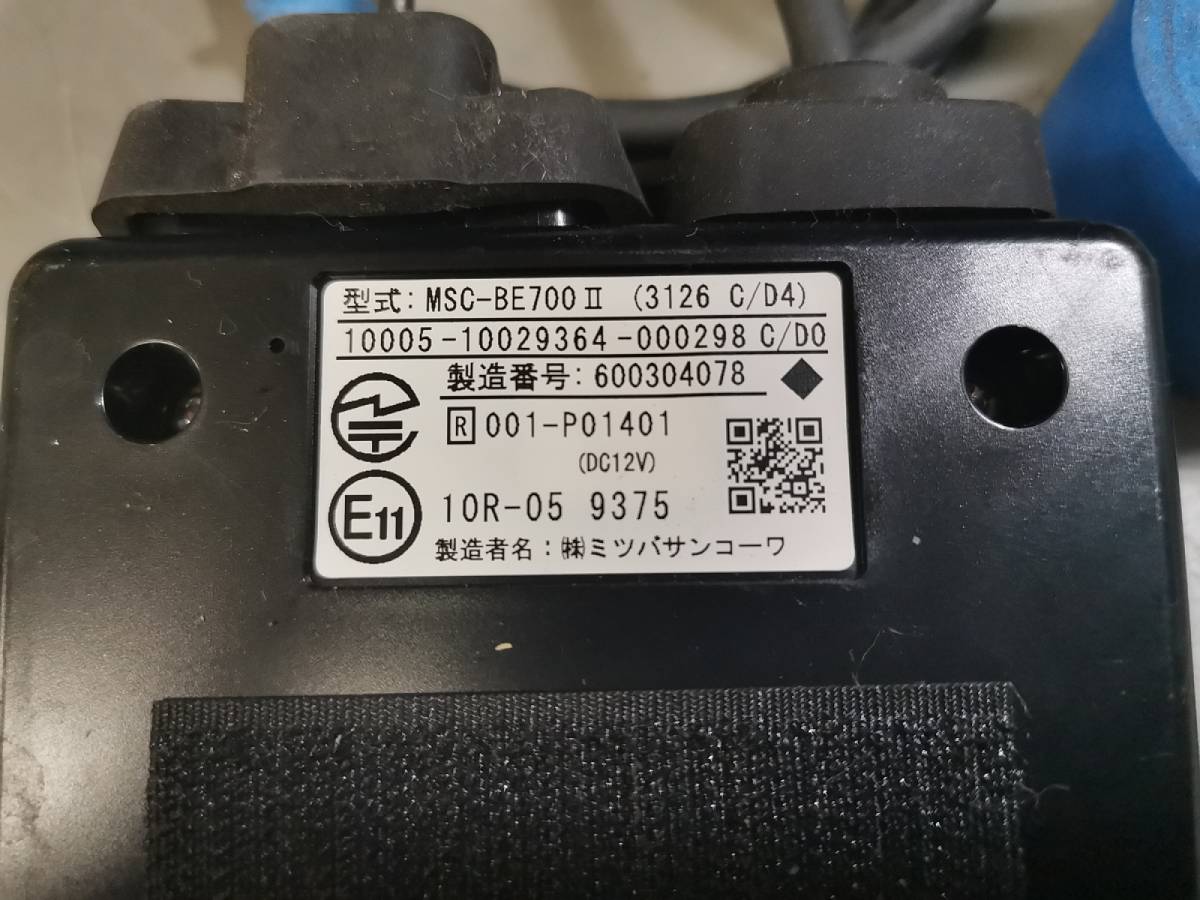 型式: MSC-BE700Ⅱ (3126 C/D4)
10005-10029364-000298 C/D0
製造番号: 600304078
R 001-P01401
(DC12V)
E11 10R-05 9375
製造者名:㈱ミツバサンコーワ